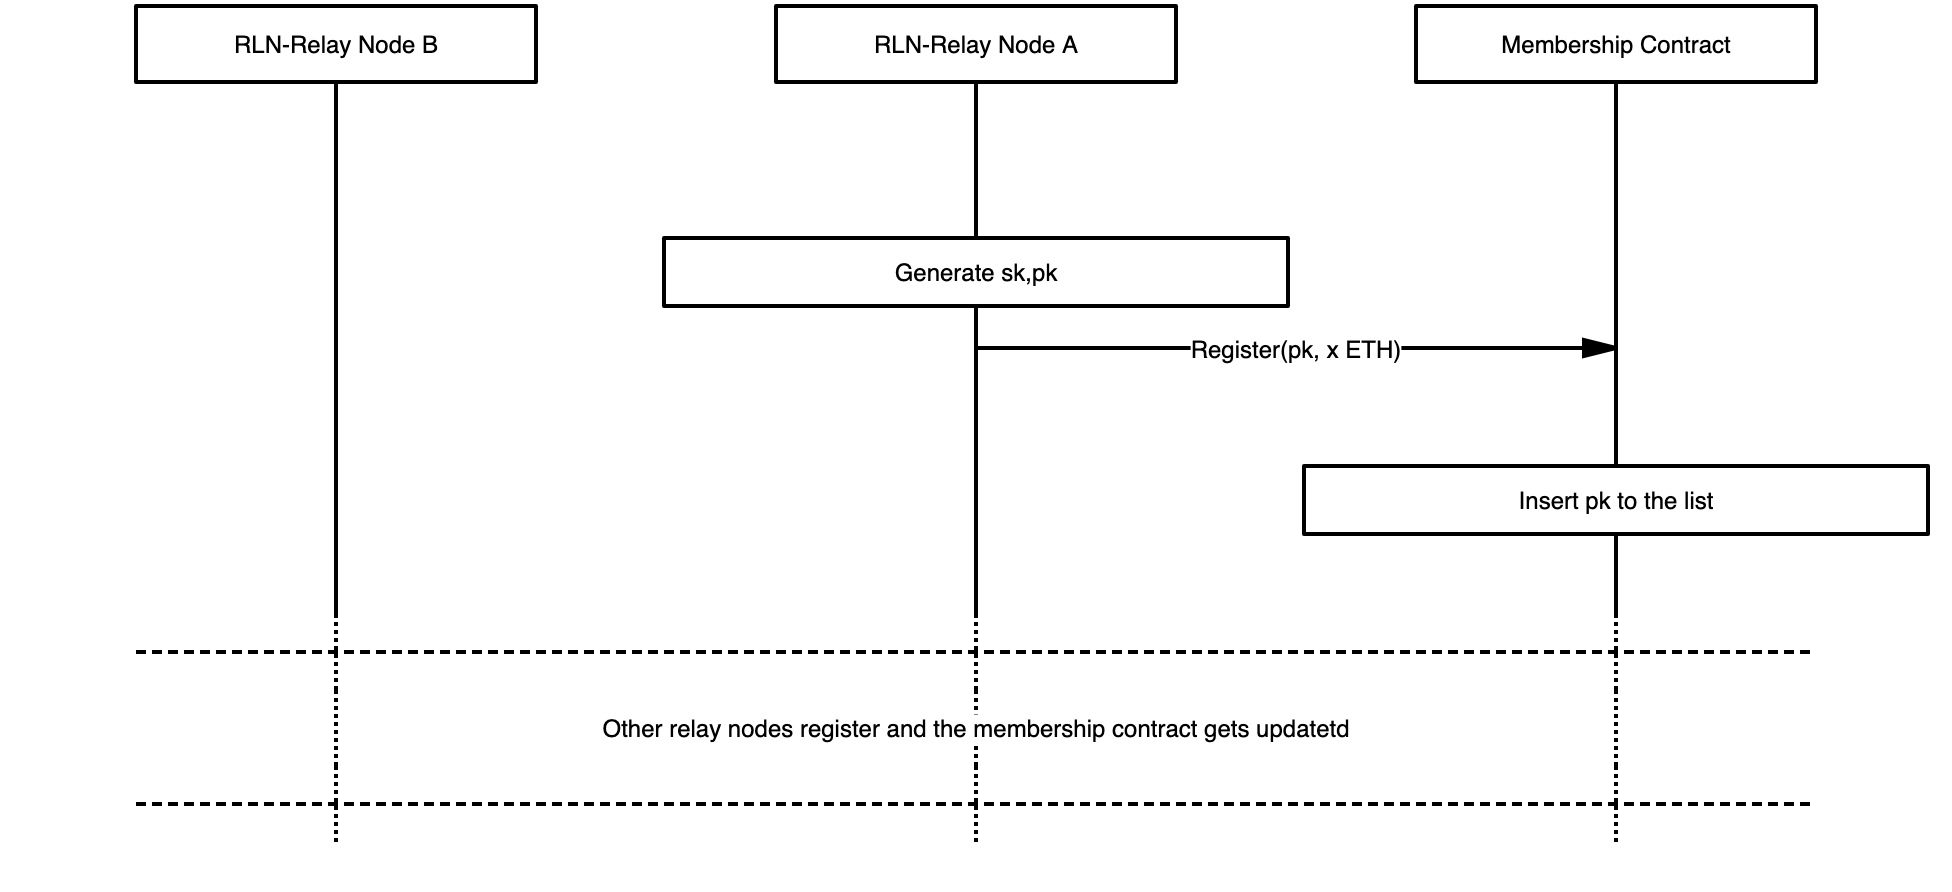 RLN-Relay Node B
RLN-Relay Node A
Membership Contract
Generate sk,pk
Register(pk, x ETH)
Insert pk to the list
Other relay nodes register and the membership contract gets updatetd